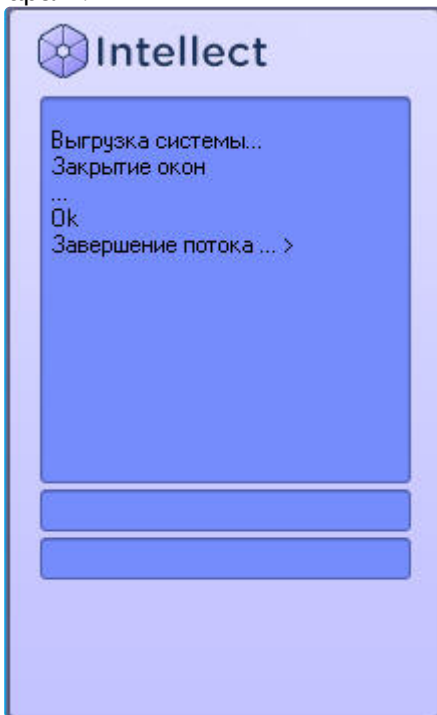 Intellect
Выгрузка системы...
Закрытие окон
...
Ok
Завершение потока ... >